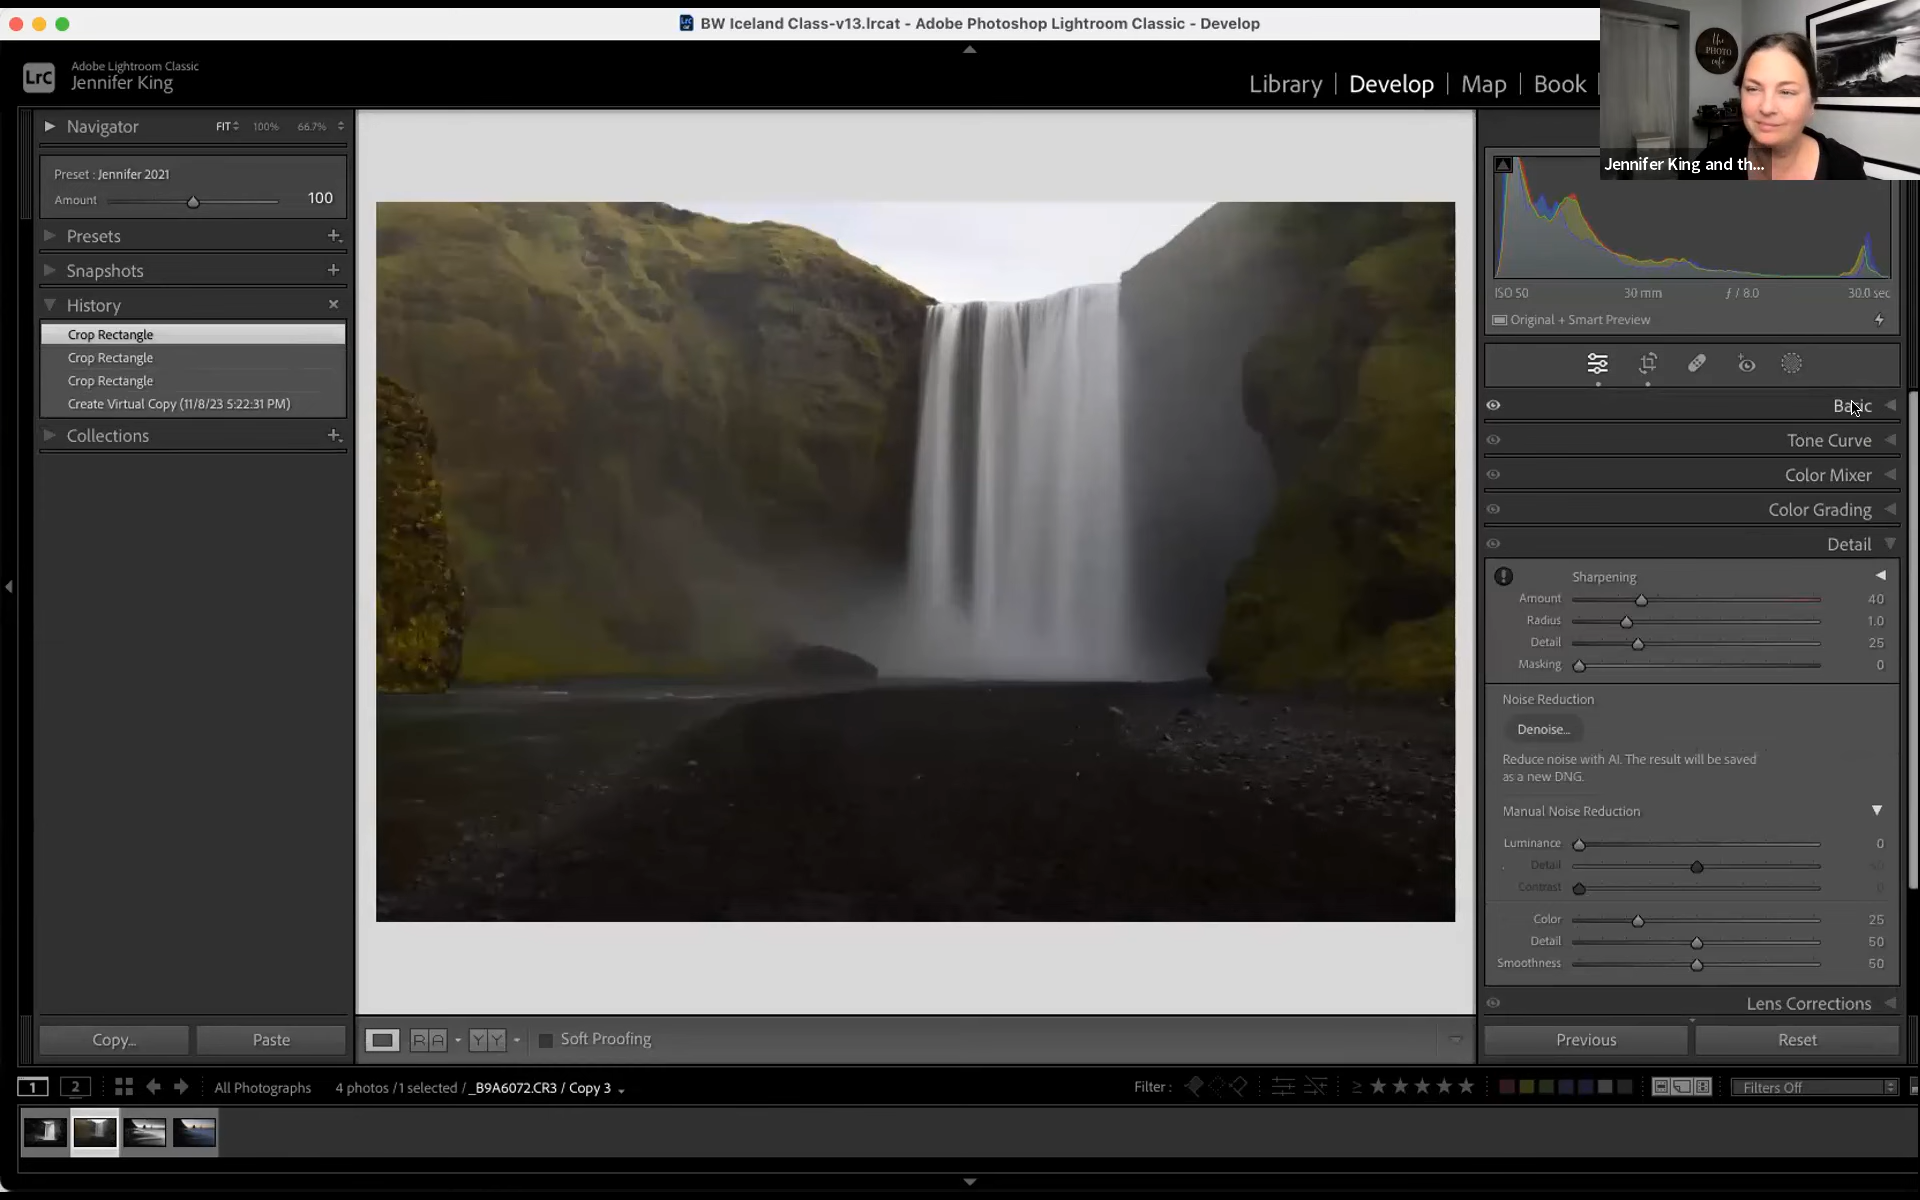 BW Iceland Class-v13.lrcat - Adobe Photoshop Lightroom Classic - Develop
LrC
Adobe Lightroom Classic
Jennifer King
Library | Develop | Map | Book |
the
PHOTO
cafe
Jennifer King and th...
Navigator
FIT 100% 66.7%
Preset : Jennifer 2021
Amount 100
Presets
Snapshots
History
Crop Rectangle
Crop Rectangle
Crop Rectangle
Create Virtual Copy (11/8/23 5:22:31 PM)
Collections
Copy...
Paste
Soft Proofing
ISO 50 30 mm ƒ / 8.0 30.0 sec
Original + Smart Preview
Basic
Tone Curve
Color Mixer
Color Grading
Detail
Sharpening
Amount 40
Radius 1.0
Detail 25
Masking 0
Noise Reduction
Denoise...
Reduce noise with AI. The result will be saved
as a new DNG.
Manual Noise Reduction
Luminance 0
Detail
Contrast 0
Color 25
Detail 50
Smoothness 50
Lens Corrections
Previous
Reset
1 2 All Photographs 4 photos /1 selected /_B9A6072.CR3 / Copy 3
Filter : ≥ ★ ★ ★ ★ ★ Filters Off